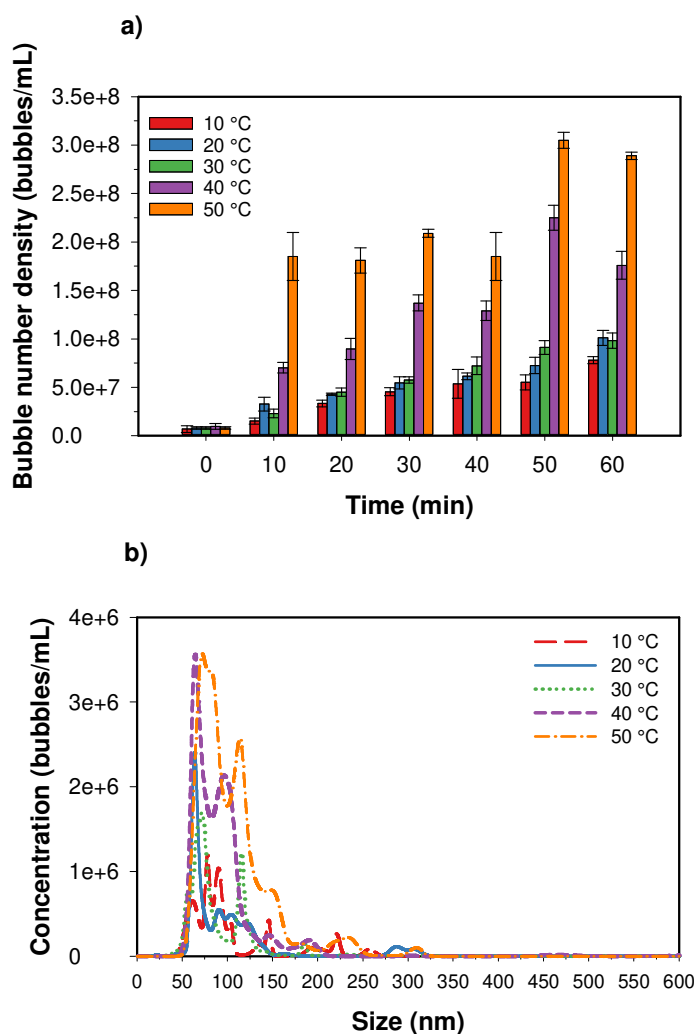 a)
Bubble number density (bubbles/mL)
3.5e+8
3.0e+8
2.5e+8
2.0e+8
1.5e+8
1.0e+8
5.0e+7
0.0
10 °C
20 °C
30 °C
40 °C
50 °C
0 10 20 30 40 50 60
Time (min)
b)
Concentration (bubbles/mL)
4e+6
3e+6
2e+6
1e+6
0
10 °C
20 °C
30 °C
40 °C
50 °C
0 50 100 150 200 250 300 350 400 450 500 550 600
Size (nm)